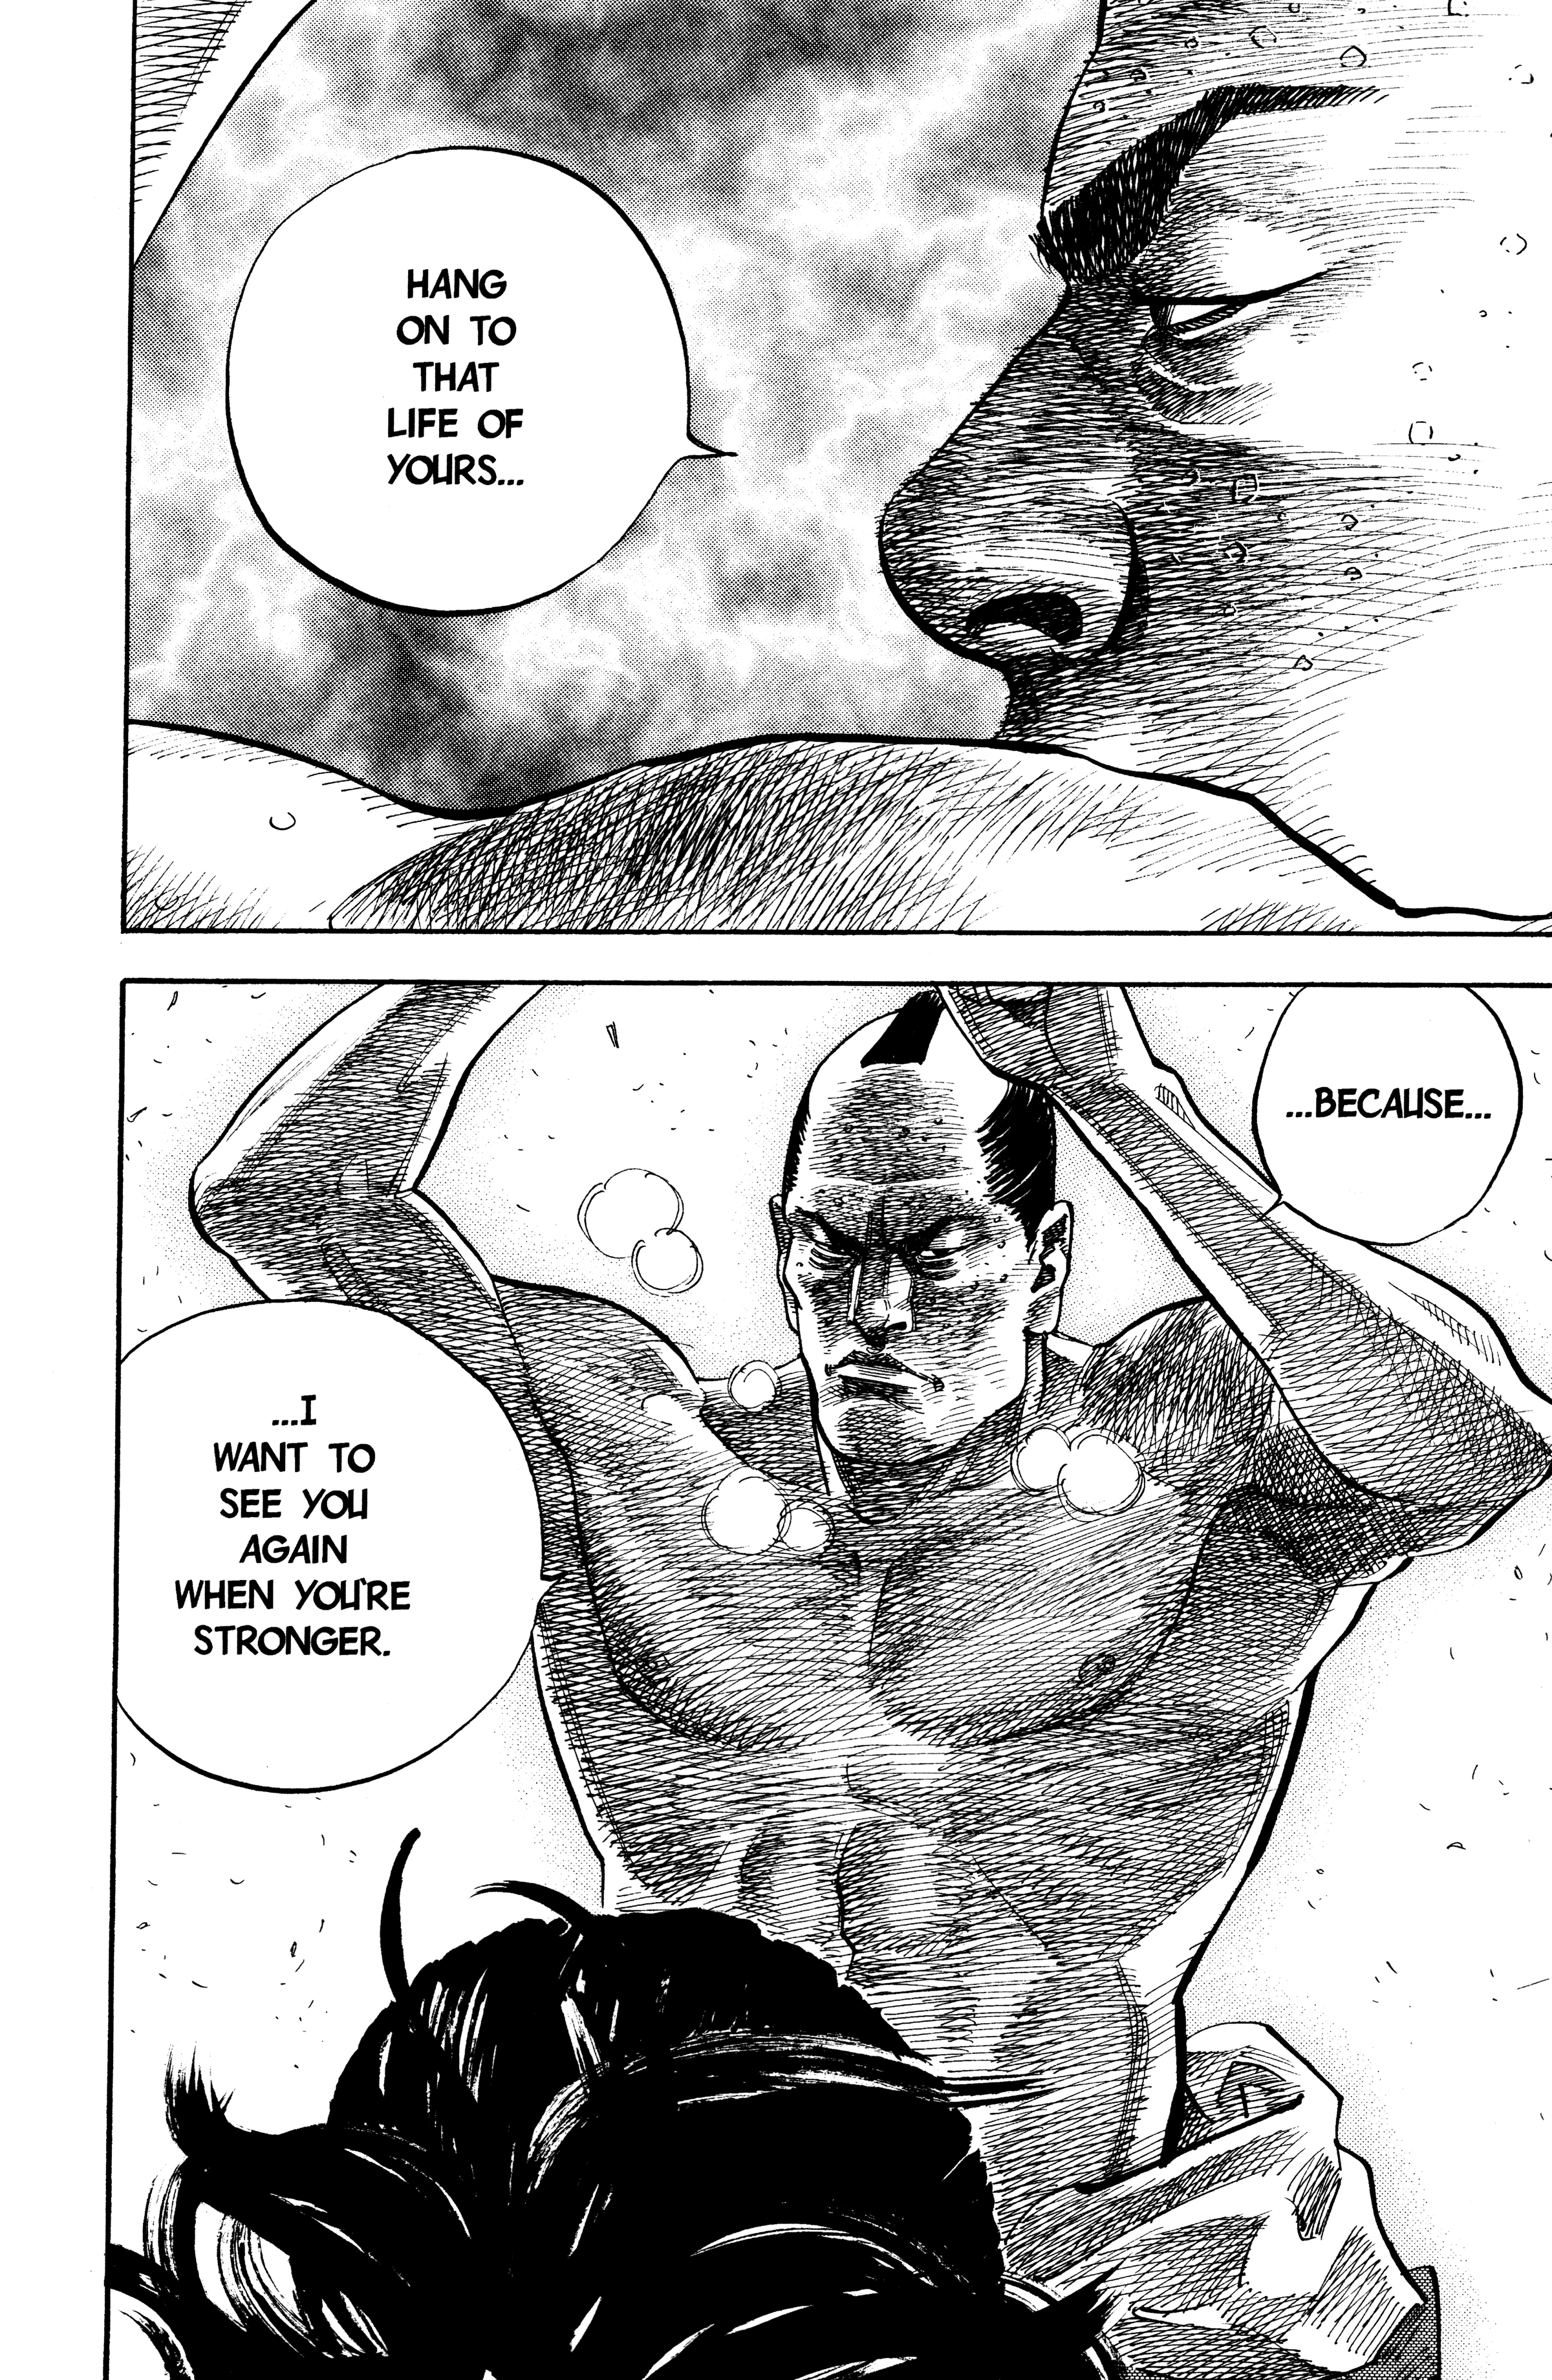 HANG
ON TO
THAT
LIFE OF
YOURS...
...BECAUSE...
...I
WANT TO
SEE YOU
AGAIN
WHEN YOU'RE
STRONGER.